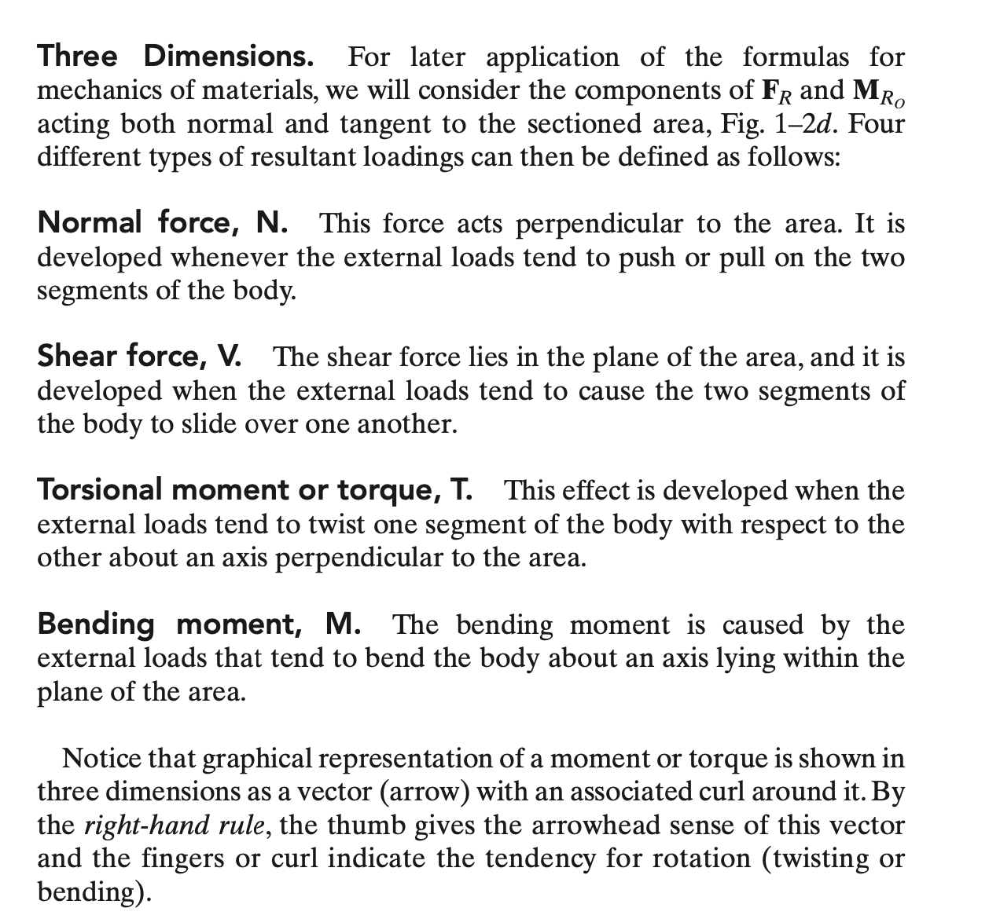 Three Dimensions. For later application of the formulas for
mechanics of materials, we will consider the components of F_R and M_{R_O}
acting both normal and tangent to the sectioned area, Fig. 1–2d. Four
different types of resultant loadings can then be defined as follows:
Normal force, N. This force acts perpendicular to the area. It is
developed whenever the external loads tend to push or pull on the two
segments of the body.
Shear force, V. The shear force lies in the plane of the area, and it is
developed when the external loads tend to cause the two segments of
the body to slide over one another.
Torsional moment or torque, T. This effect is developed when the
external loads tend to twist one segment of the body with respect to the
other about an axis perpendicular to the area.
Bending moment, M. The bending moment is caused by the
external loads that tend to bend the body about an axis lying within the
plane of the area.
Notice that graphical representation of a moment or torque is shown in
three dimensions as a vector (arrow) with an associated curl around it. By
the right-hand rule, the thumb gives the arrowhead sense of this vector
and the fingers or curl indicate the tendency for rotation (twisting or
bending).